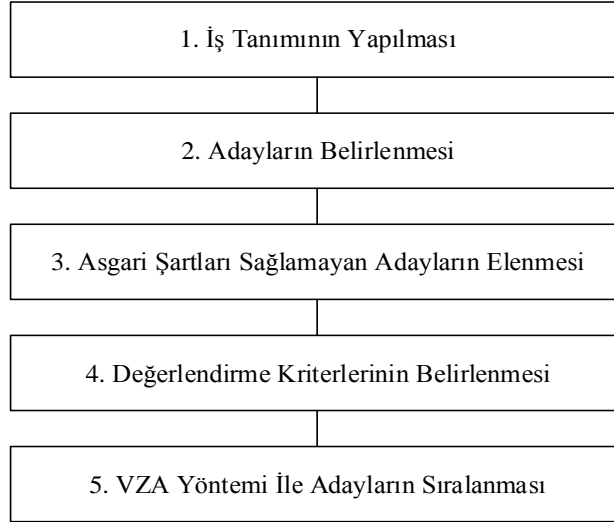 1. İş Tanımının Yapılması
2. Adayların Belirlenmesi
3. Asgari Şartları Sağlamayan Adayların Elenmesi
4. Değerlendirme Kriterlerinin Belirlenmesi
5. VZA Yöntemi İle Adayların Sıralanması